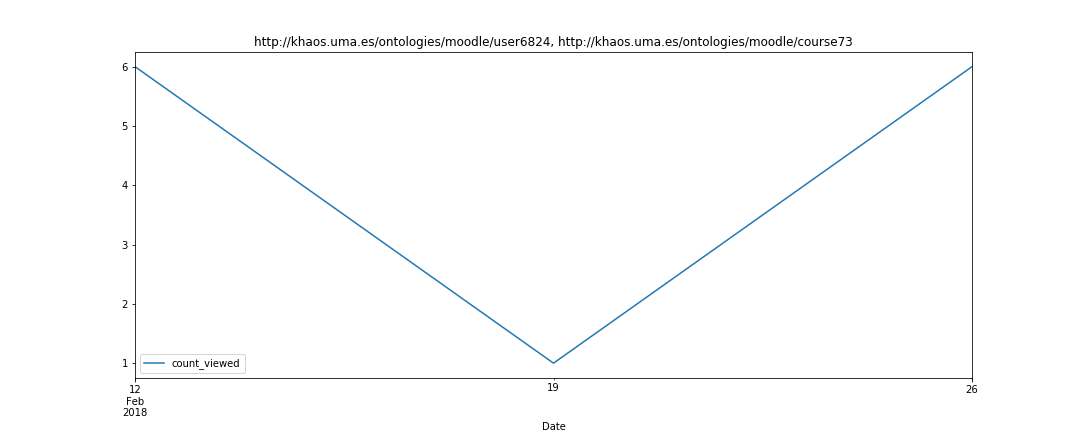 http://khaos.uma.es/ontologies/moodle/user6824, http://khaos.uma.es/ontologies/moodle/course73
6
5
4
3
2
1
count_viewed
12
Feb
2018
19
26
Date